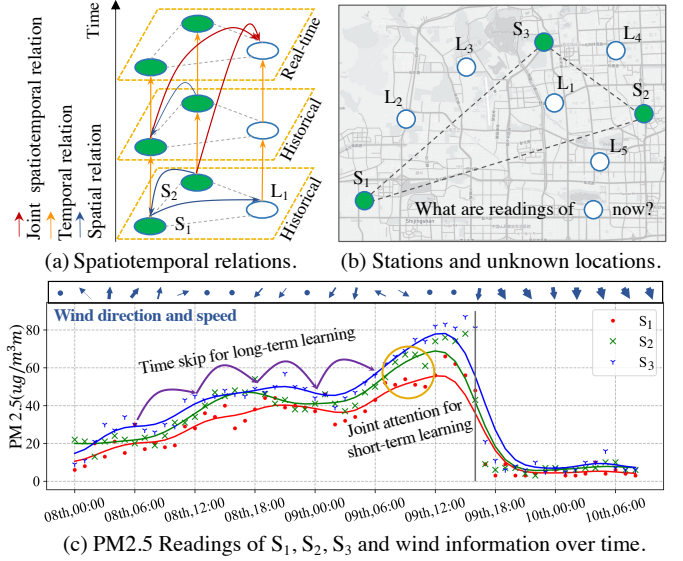 Time
Real-time
Historical
Historical
Joint spatiotemporal relation
Temporal relation
Spatial relation
S2
S1
L1
(a) Spatiotemporal relations.
S3
L4
L3
L1
S2
L2
L5
S1
What are readings of now?
(b) Stations and unknown locations.
Wind direction and speed
PM 2.5(ug/m³m)
80
60
40
20
0
Time skip for long-term learning
Joint attention for
short-term learning
S1
S2
S3
08th,00:00
08th,06:00
08th,12:00
08th,18:00
09th,00:00
09th,06:00
09th,12:00
09th,18:00
10th,00:00
10th,06:00
(c) PM2.5 Readings of S1, S2, S3 and wind information over time.